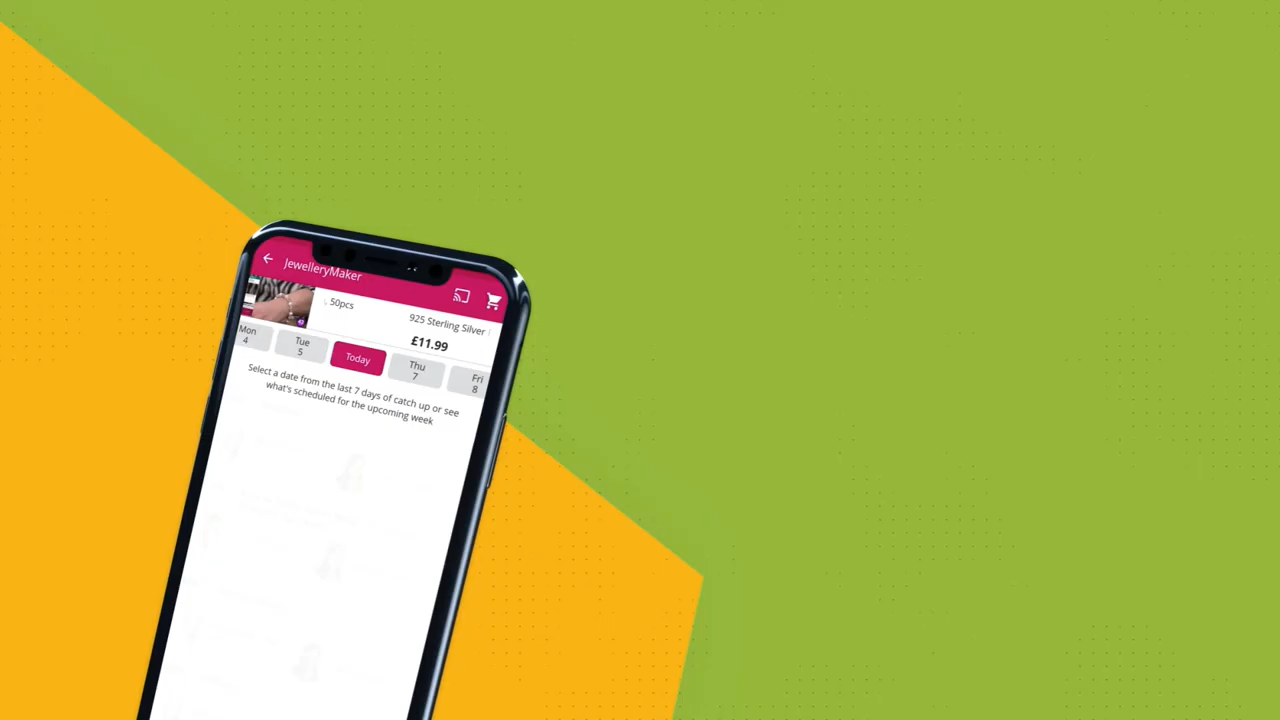 JewelleryMaker
50pcs
925 Sterling Silver
£11.99
Mon
4
Tue
5
Today
Thu
7
Fri
8
Select a date from the last 7 days of catch up or see
what's scheduled for the upcoming week